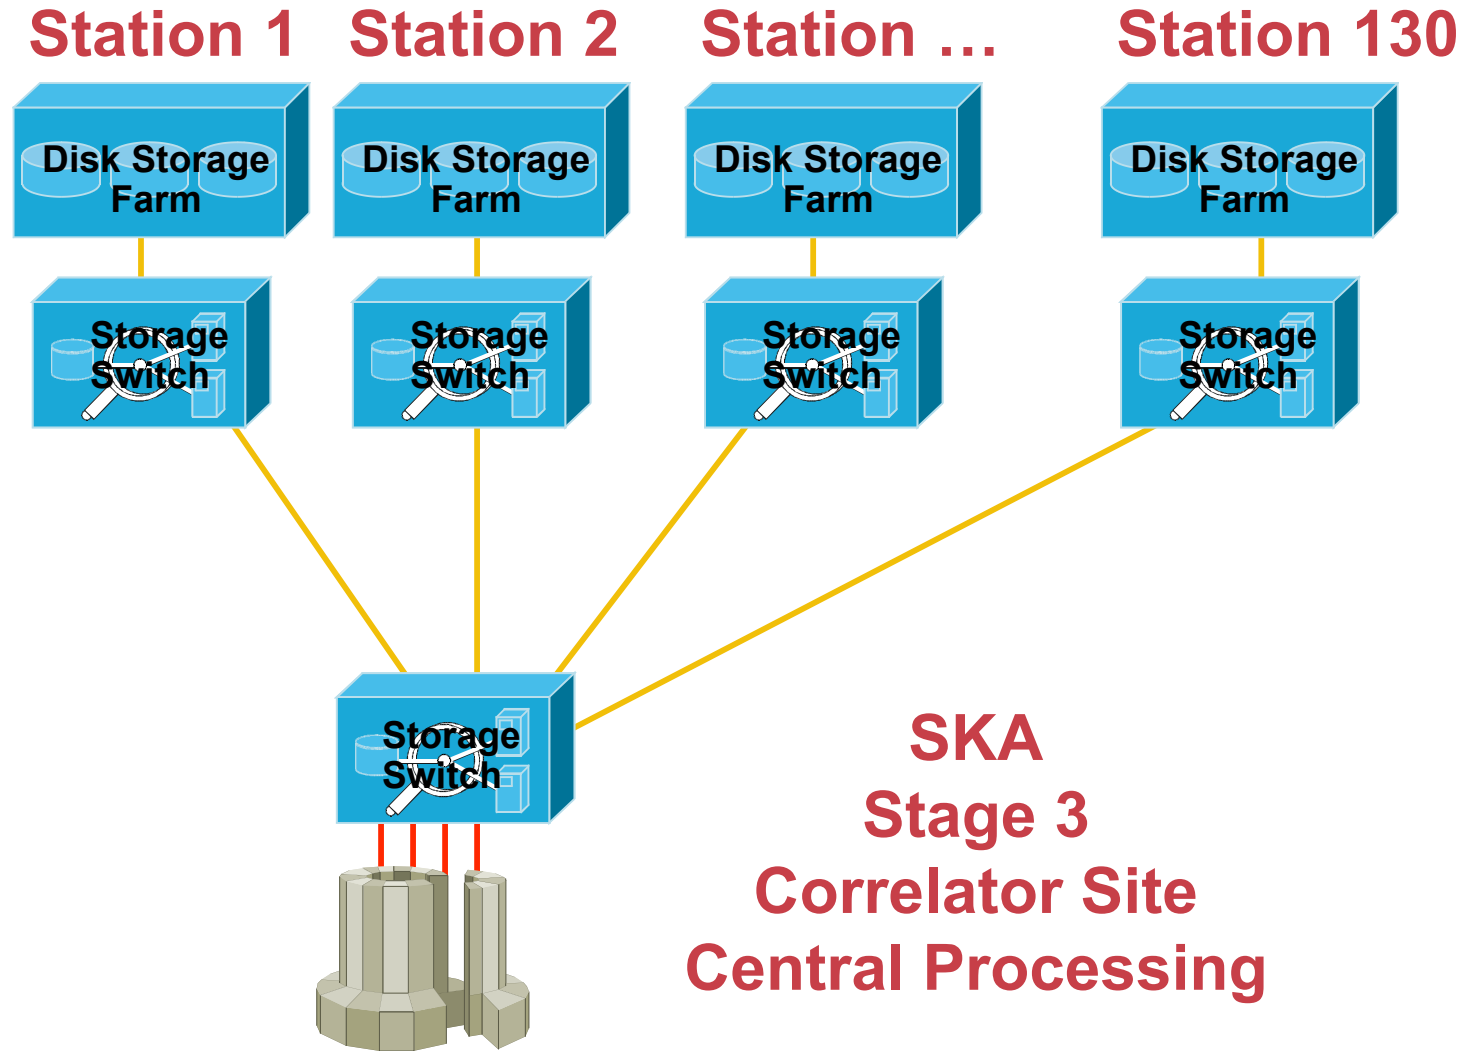 Station 1 Station 2 Station … Station 130
Disk Storage Farm
Disk Storage Farm
Disk Storage Farm
Disk Storage Farm
Storage Switch
Storage Switch
Storage Switch
Storage Switch
Storage Switch
SKA
Stage 3
Correlator Site
Central Processing